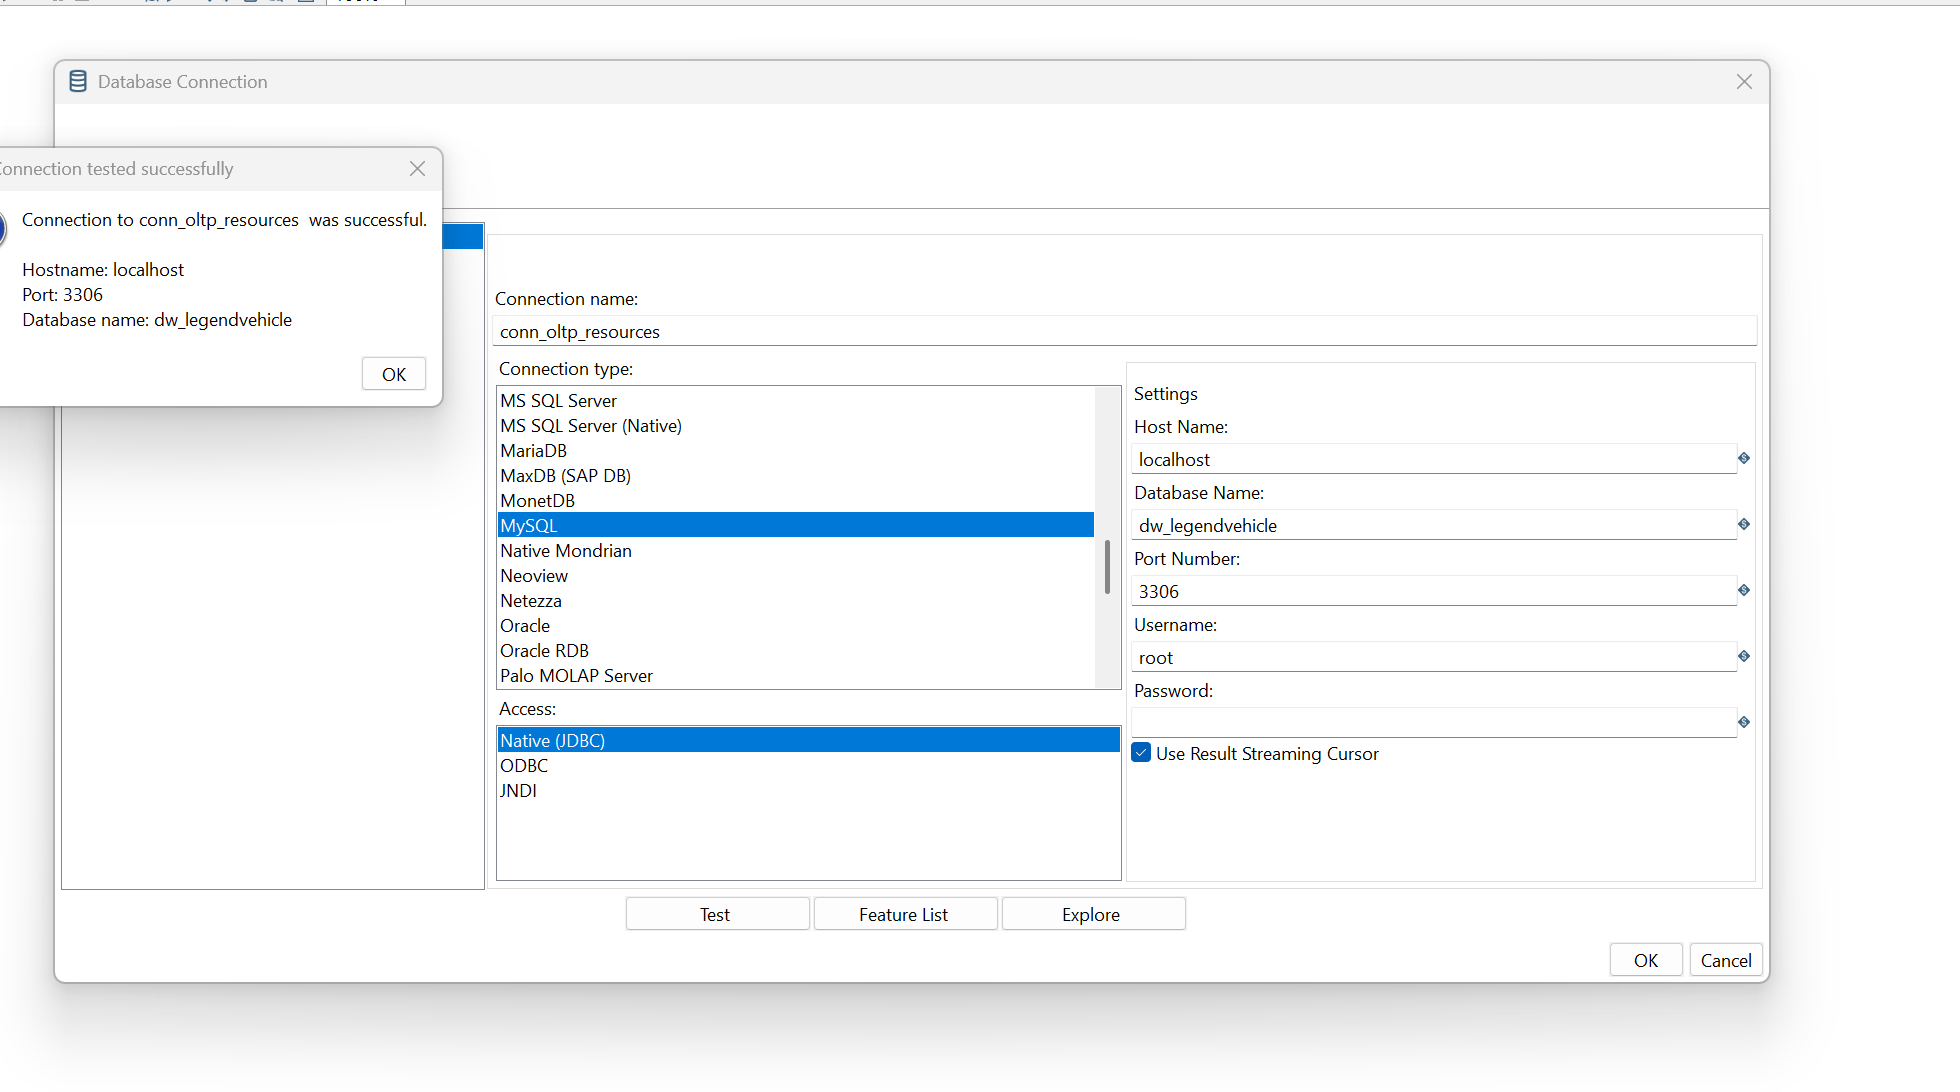 Database Connection
onnection tested successfully
Connection to conn_oltp_resources  was successful.
Hostname: localhost
Port: 3306
Database name: dw_legendvehicle
OK
Connection name:
conn_oltp_resources
Connection type:
MS SQL Server
MS SQL Server (Native)
MariaDB
MaxDB (SAP DB)
MonetDB
MySQL
Native Mondrian
Neoview
Netezza
Oracle
Oracle RDB
Palo MOLAP Server
Access:
Native (JDBC)
ODBC
JNDI
Settings
Host Name:
localhost
Database Name:
dw_legendvehicle
Port Number:
3306
Username:
root
Password:
Use Result Streaming Cursor
Test
Feature List
Explore
OK
Cancel